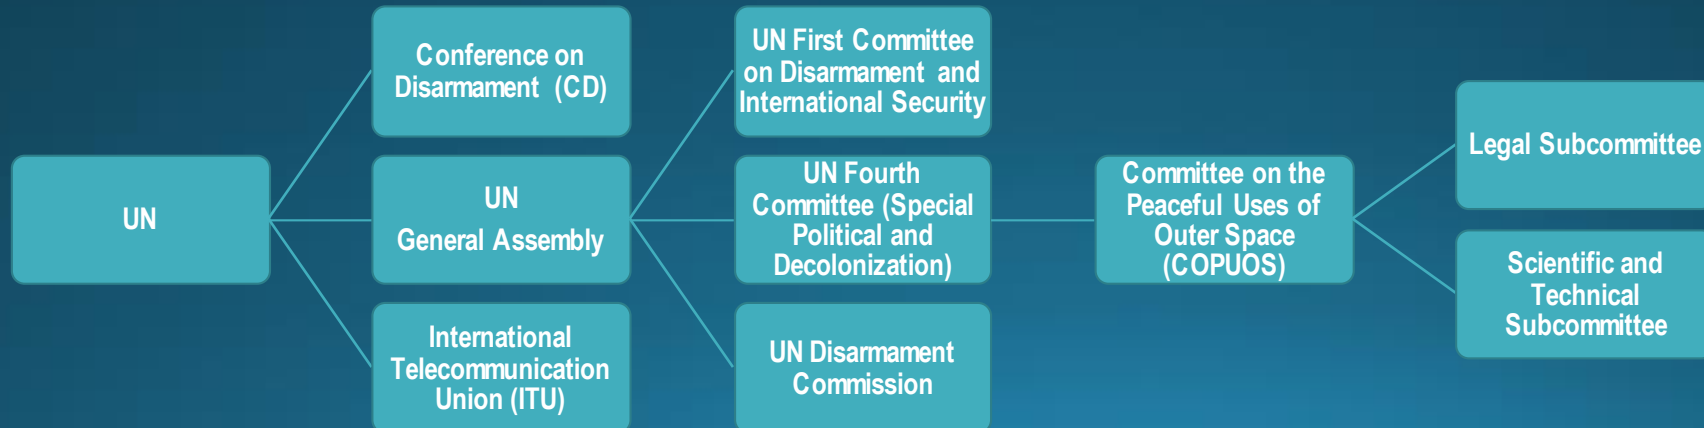 UN
Conference on
Disarmament (CD)
UN
General Assembly
International
Telecommunication
Union (ITU)
UN First Committee
on Disarmament and
International Security
UN Fourth
Committee (Special
Political and
Decolonization)
UN Disarmament
Commission
Committee on the
Peaceful Uses of
Outer Space
(COPUOS)
Legal Subcommittee
Scientific and
Technical
Subcommittee